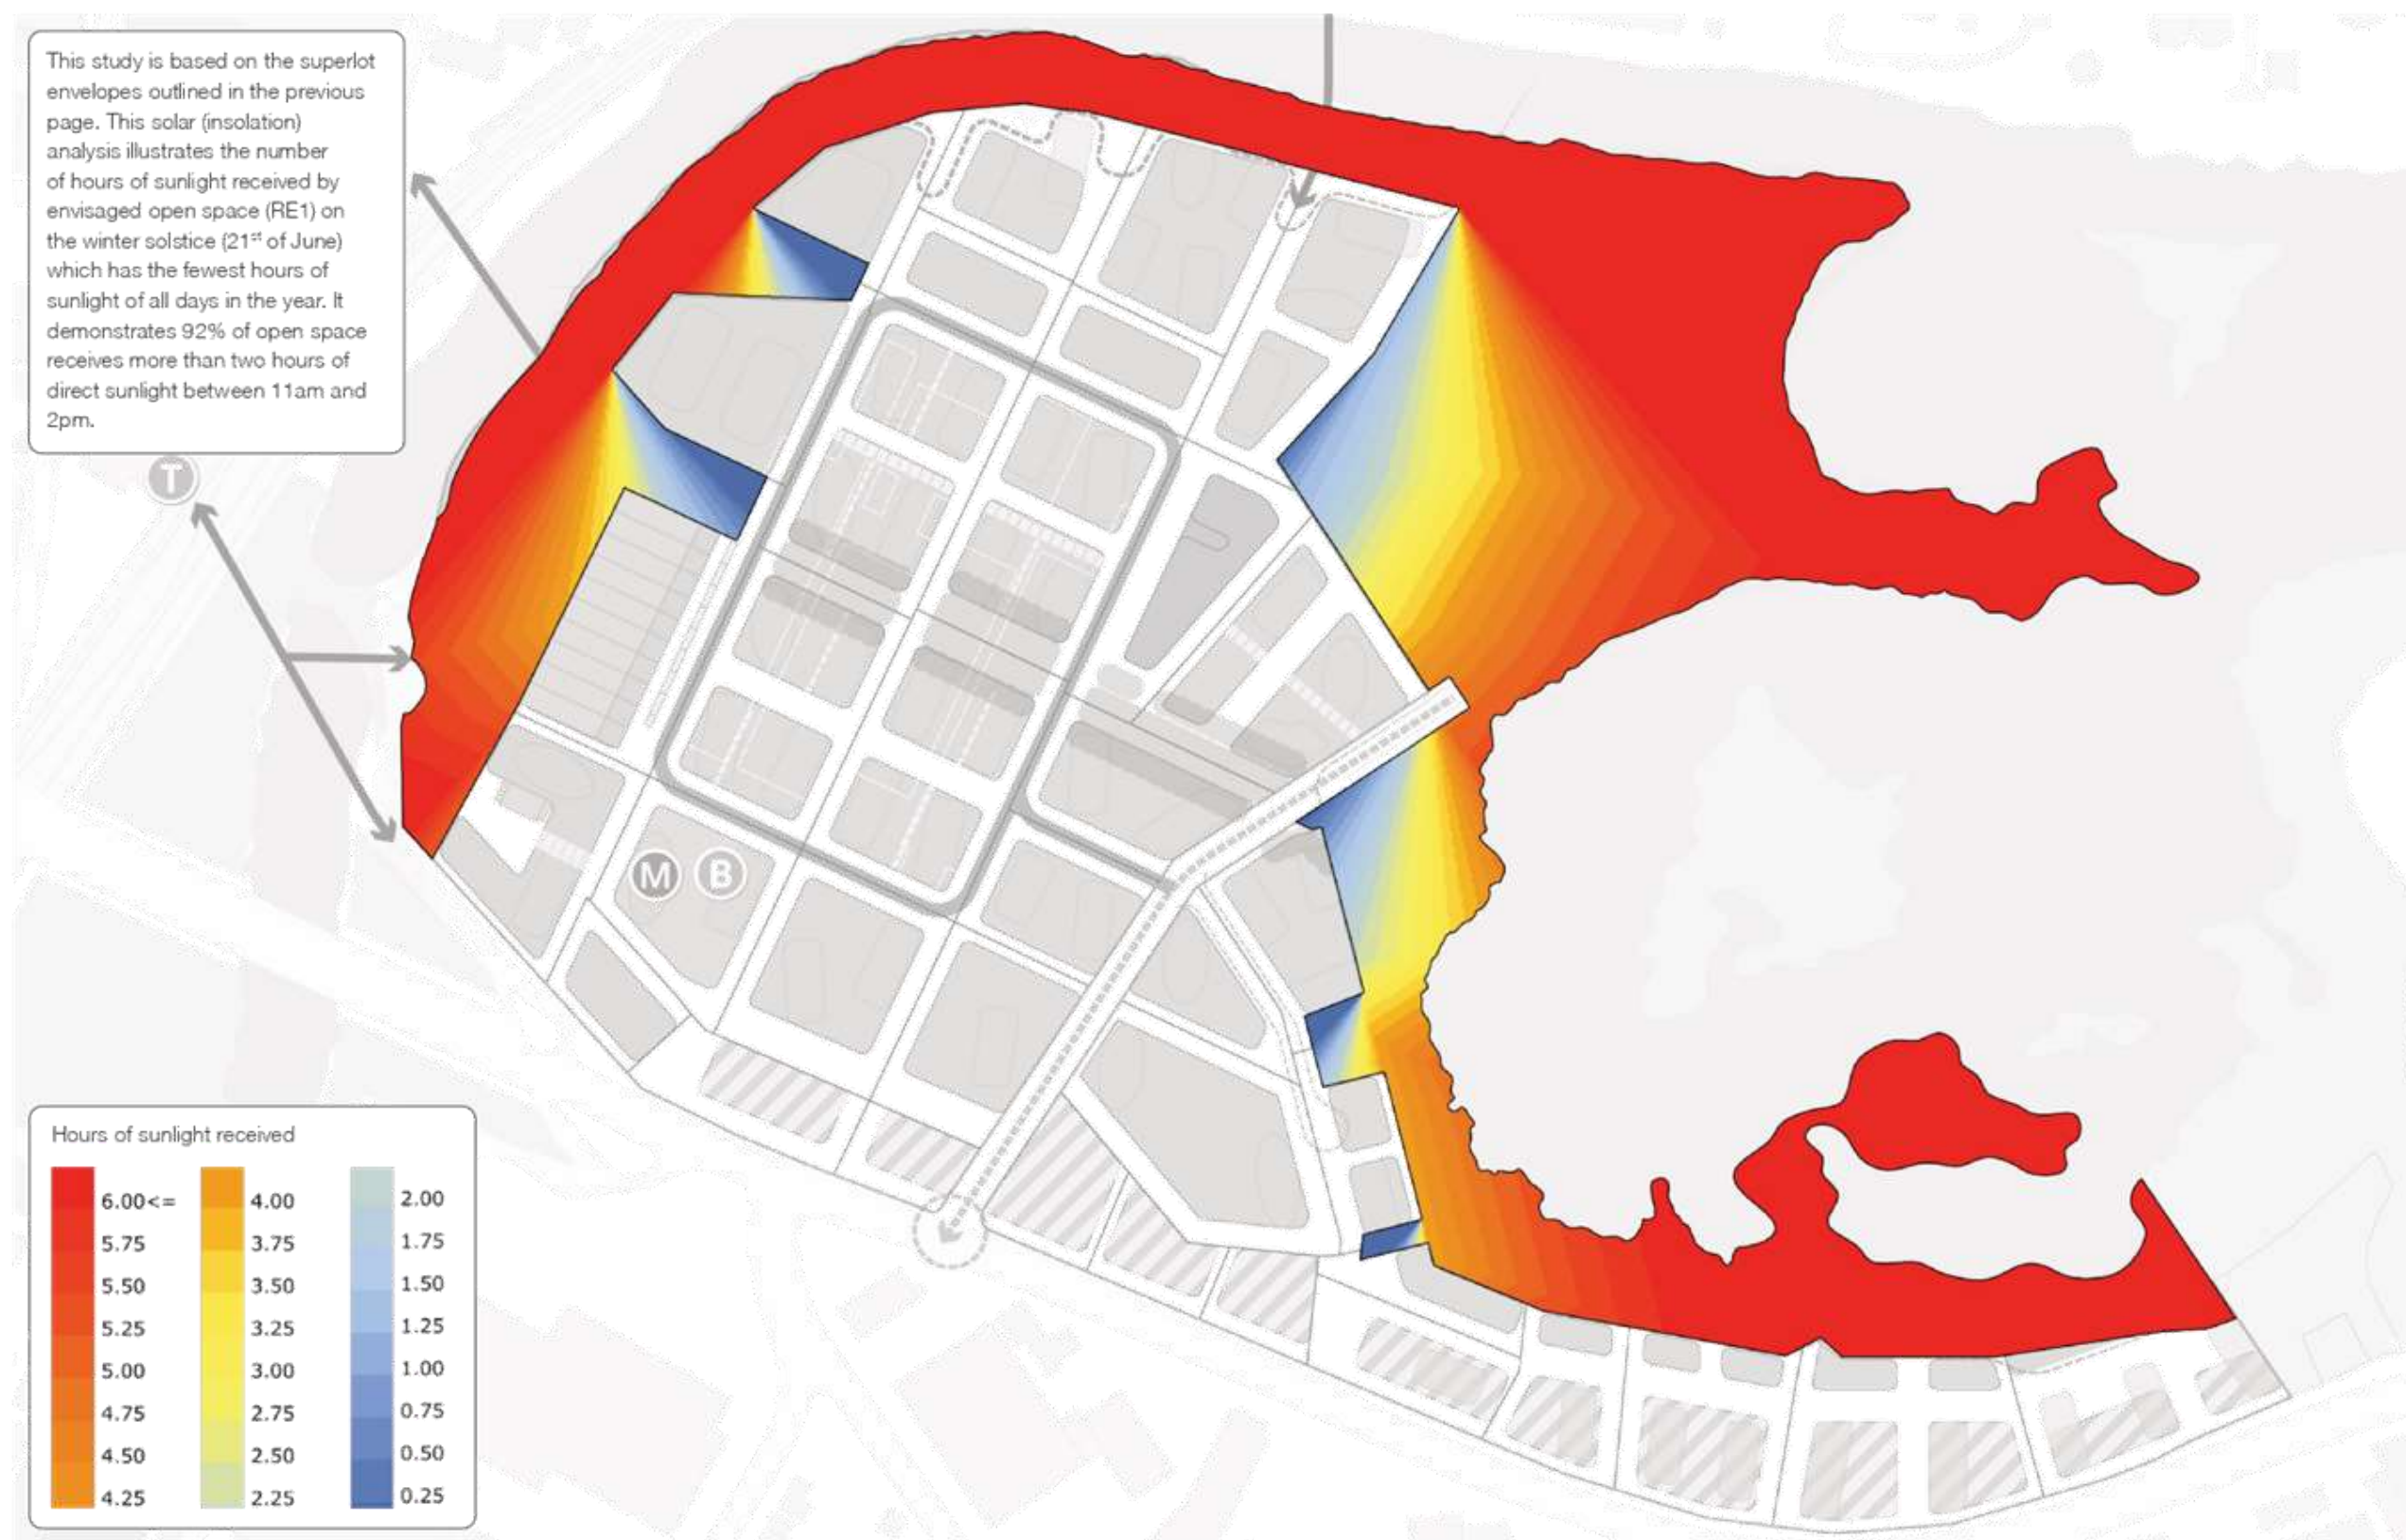 This study is based on the superlot
envelopes outlined in the previous
page. This solar (insolation)
analysis illustrates the number
of hours of sunlight received by
envisaged open space (RE1) on
the winter solstice (21st of June)
which has the fewest hours of
sunlight of all days in the year. It
demonstrates 92% of open space
receives more than two hours of
direct sunlight between 11am and
2pm.
T
M B
Hours of sunlight received
6.00<= 4.00 2.00
5.75 3.75 1.75
5.50 3.50 1.50
5.25 3.25 1.25
5.00 3.00 1.00
4.75 2.75 0.75
4.50 2.50 0.50
4.25 2.25 0.25